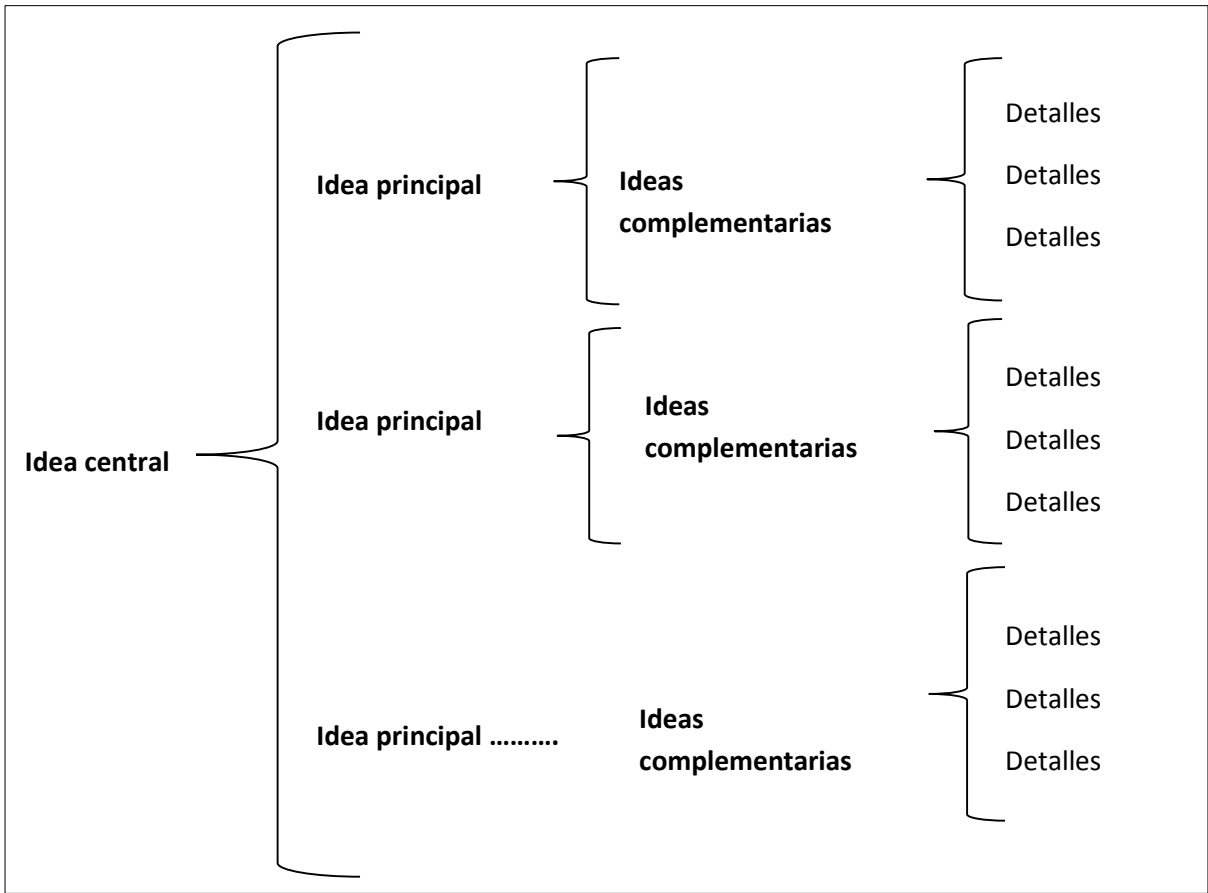 Idea central
Idea principal
Ideas
complementarias
Detalles
Detalles
Detalles
Idea principal
Ideas
complementarias
Detalles
Detalles
Detalles
Idea principal ..........
Ideas
complementarias
Detalles
Detalles
Detalles